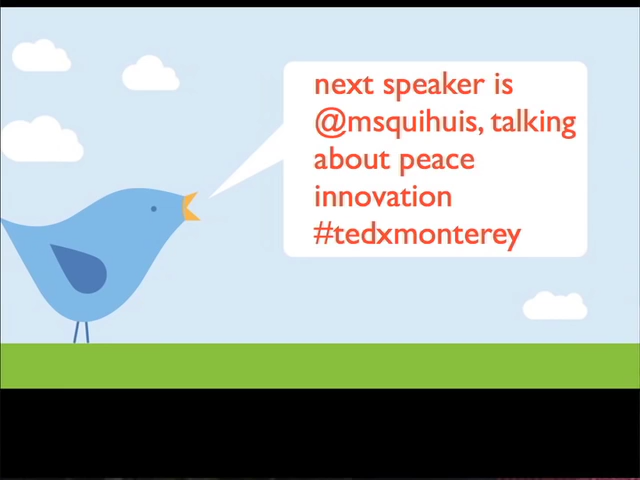 next speaker is
@msquihuis, talking
about peace
innovation
#tedxmonterey